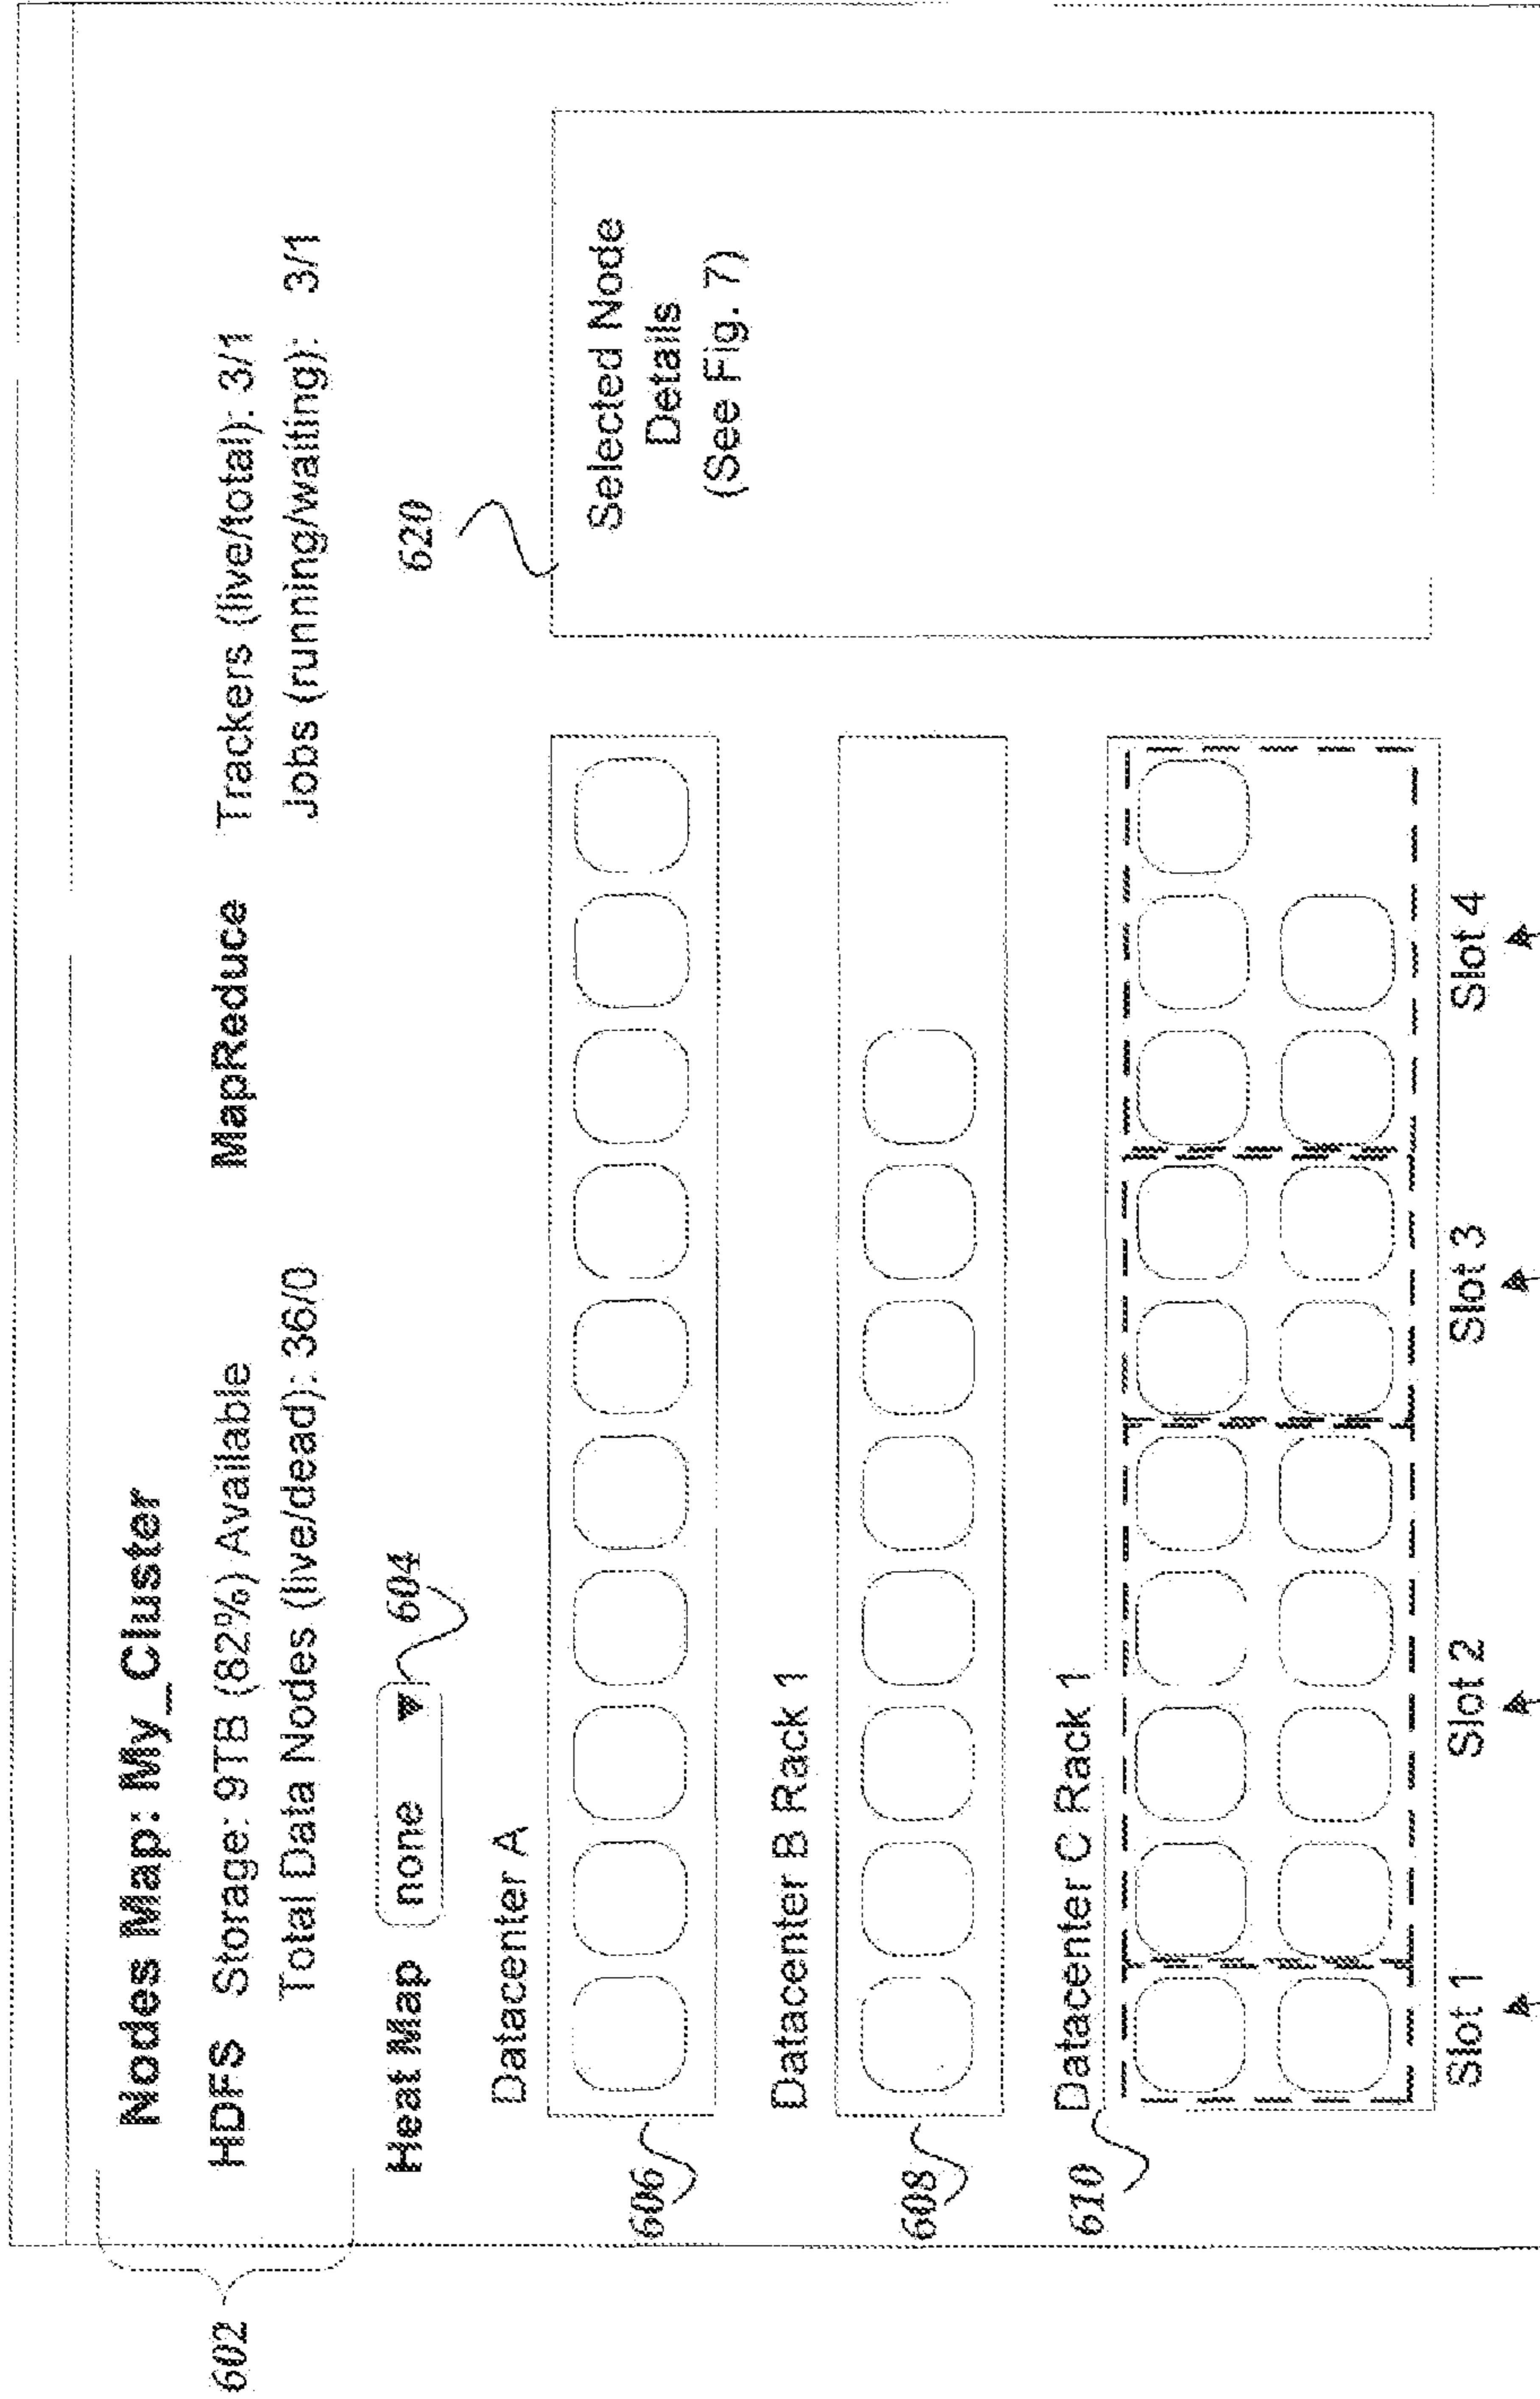 Nodes Map: My_Cluster
602
HDFS Storage: 9TB (82%) Available MapReduce Trackers (live/total): 3/1
Total Data Nodes (live/dead): 36/0 Jobs (running/waiting): 3/1
Heat Map none 604
620
Datacenter A
606
Selected Node
Details
(See Fig. 7)
Datacenter B Rack 1
608
Datacenter C Rack 1
610
Slot 1 Slot 2 Slot 3 Slot 4